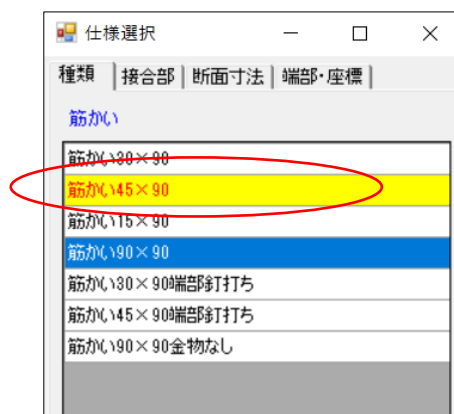 仕様選択
種類 接合部 断面寸法 端部・座標
筋かい
筋かい30×90
筋かい45×90
筋かい15×90
筋かい90×90
筋かい30×90端部釘打ち
筋かい45×90端部釘打ち
筋かい90×90金物なし